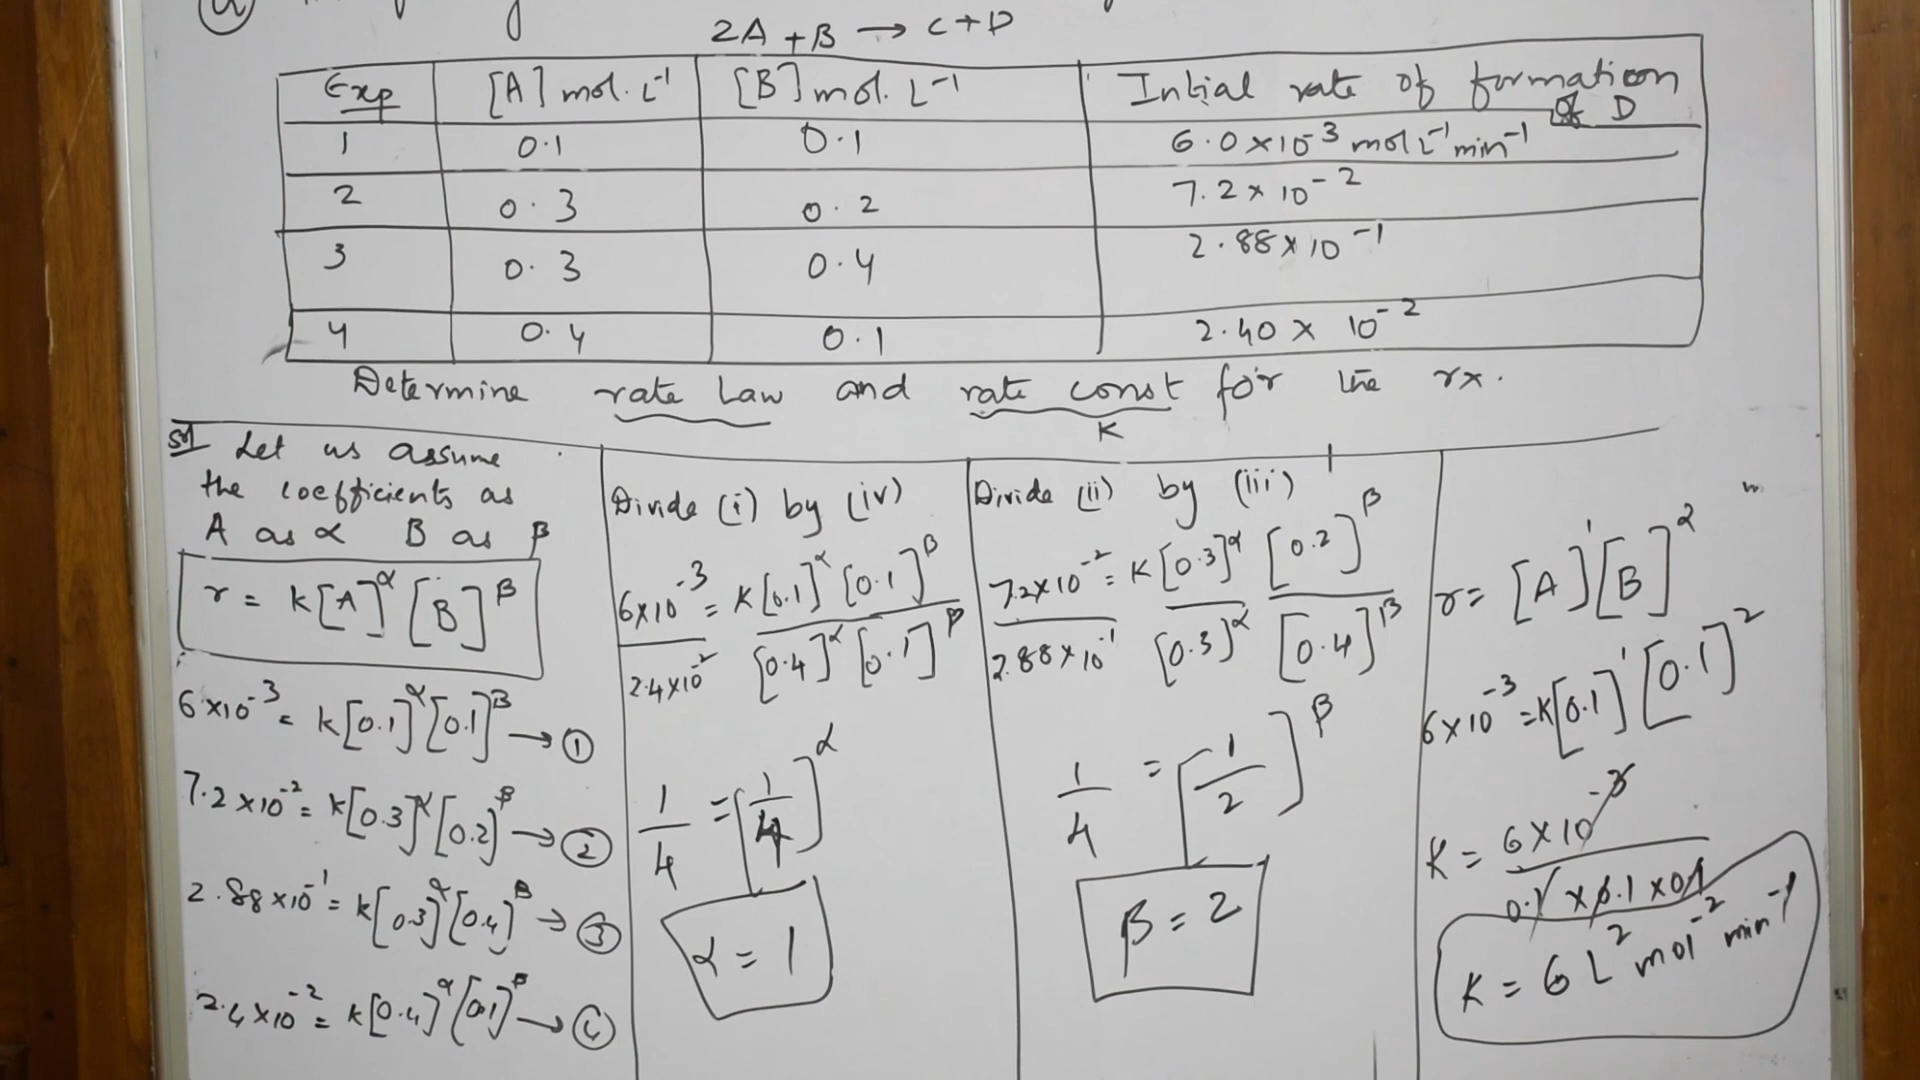 2A + B → C + D
Exp [A] mol. L⁻¹ [B] mol. L⁻¹ Intial rate of formation of D
1 0.1 0.1 6.0 × 10⁻³ mol L⁻¹ min⁻¹
2 0.3 0.2 7.2 × 10⁻²
3 0.3 0.4 2.88 × 10⁻¹
4 0.4 0.1 2.40 × 10⁻²
Determine rate Law and rate const for the rx.
K
Sol Let us assume
the coefficients as
A as α B as β
r = k[A]^α [B]^β
6 × 10⁻³ = k[0.1]^α [0.1]^β → ①
7.2 × 10⁻² = k[0.3]^α [0.2]^β → ②
2.88 × 10⁻¹ = k[0.3]^α [0.4]^β → ③
2.4 × 10⁻² = k[0.4]^α [0.1]^β → ④
Divide (i) by (iv)
6 × 10⁻³ / 2.4 × 10⁻² = K[0.1]^α [0.1]^β / [0.4]^α [0.1]^β
1/4 = [1/4]^α
α = 1
Divide (ii) by (iii)
7.2 × 10⁻² / 2.88 × 10⁻¹ = K[0.3]^α [0.2]^β / [0.3]^α [0.4]^β
1/4 = [1/2]^β
β = 2
r = [A]¹ [B]²
6 × 10⁻³ = K[0.1]¹ [0.1]²
K = 6 × 10⁻³ / 0.1 × 0.1 × 0.1
K = 6 L² mol⁻² min⁻¹